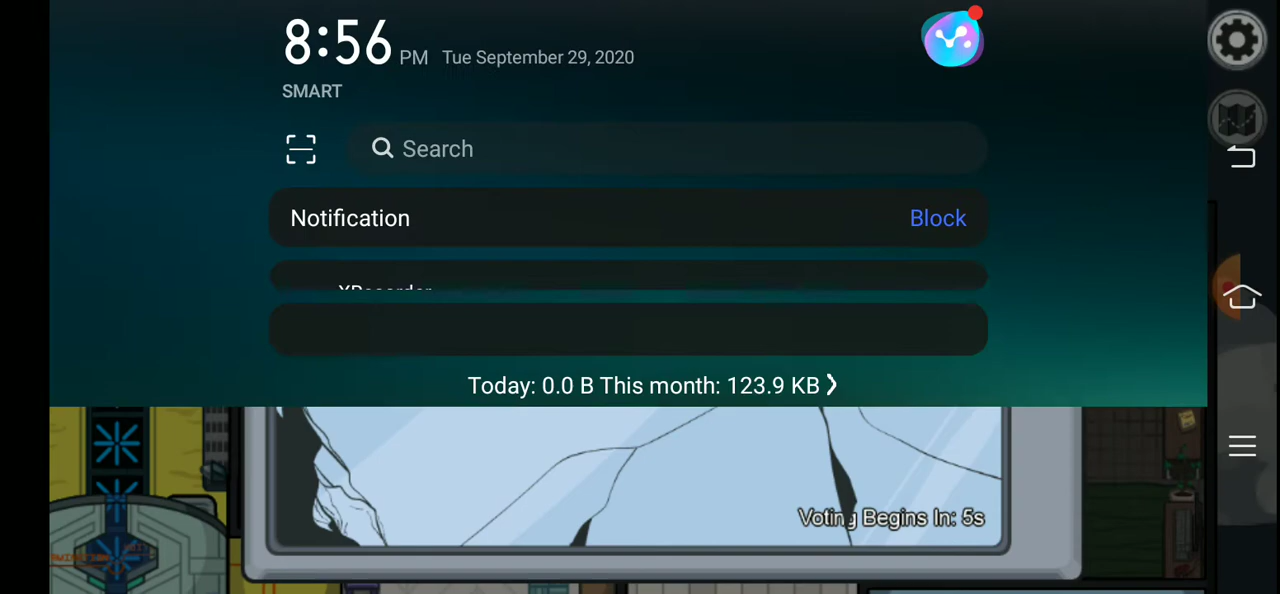 8:56 PM Tue September 29, 2020
SMART
Search
Notification Block
XRecorder
Today: 0.0 B This month: 123.9 KB
Voting Begins In: 5s